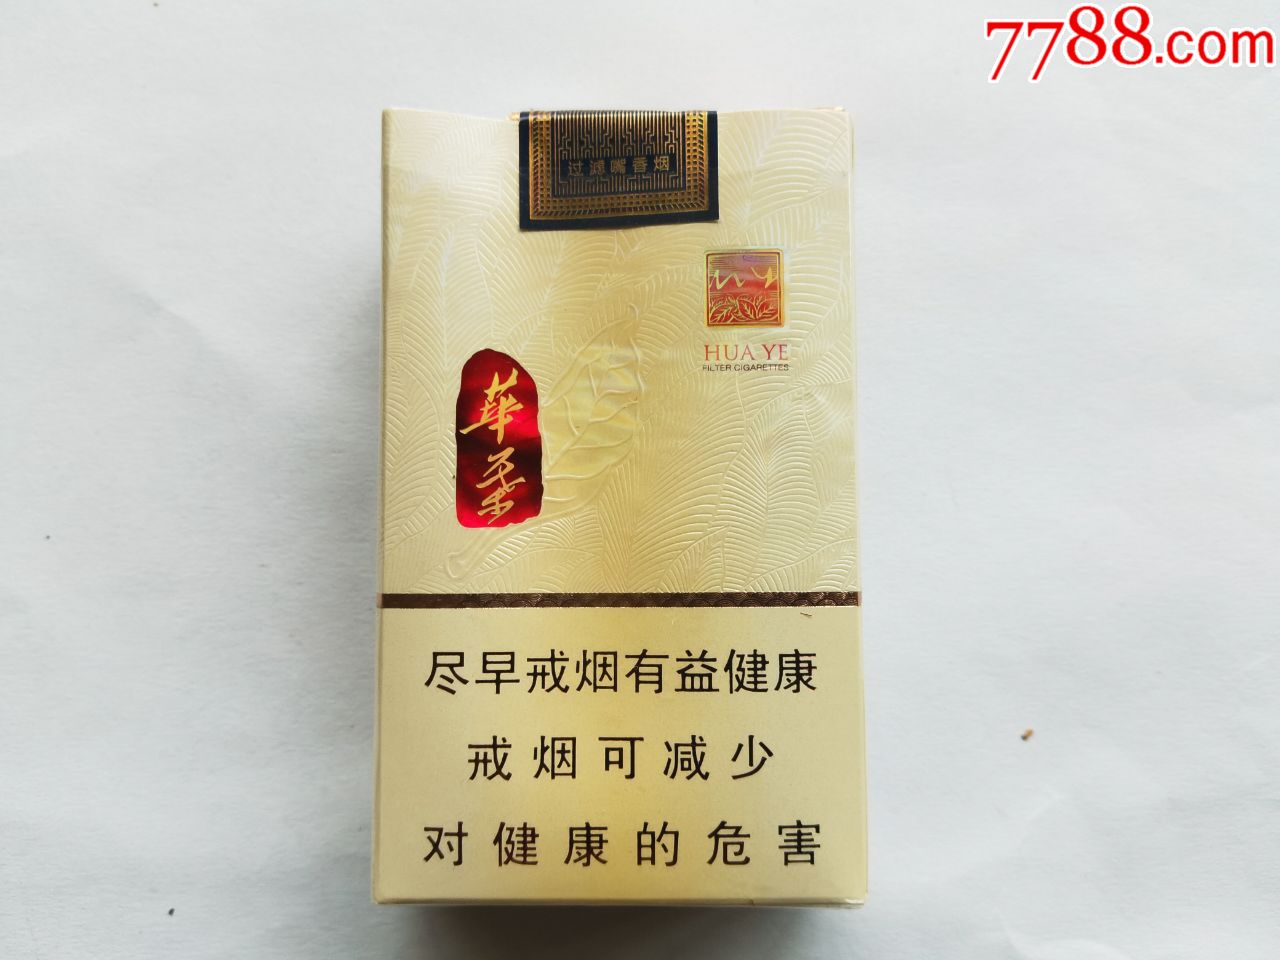 7788.com
过滤嘴香烟
HUA YE
FILTER CIGARETTES
華葉
尽早戒烟有益健康
戒烟可减少
对健康的危害